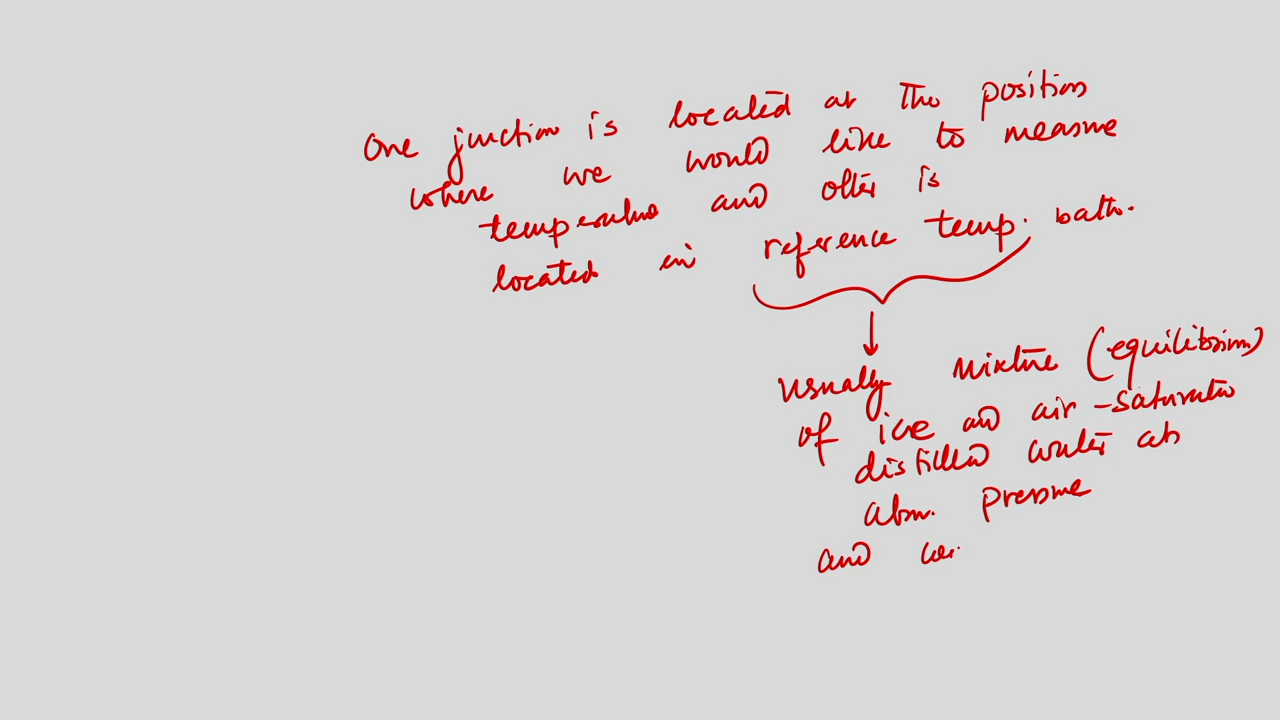 One junction is located at the position
where we would like to measure
temperature and other is
located in reference temp. bath.
Usually mixture (equilibrium)
of ice and air-saturated
distilled water at
atm. pressure
and